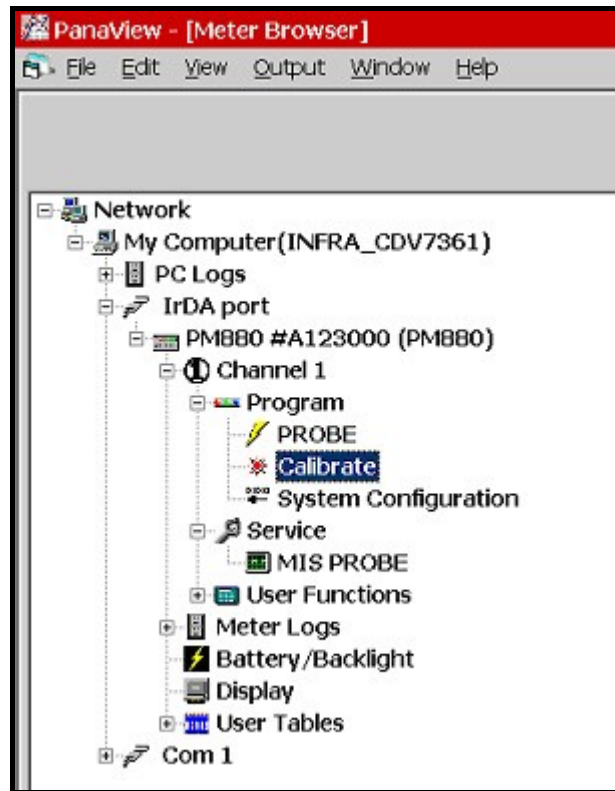 PanaView - [Meter Browser]
File Edit View Output Window Help
Network
My Computer(INFRA_CDV7361)
PC Logs
IrDA port
PM880 #A123000 (PM880)
Channel 1
Program
PROBE
Calibrate
System Configuration
Service
MIS PROBE
User Functions
Meter Logs
Battery/Backlight
Display
User Tables
Com 1